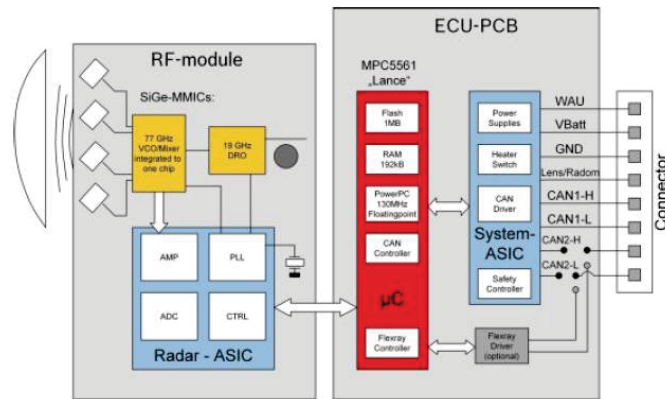 ECU-PCB
RF-module
MPC5561
„Lance“
SiGe-MMICs:
77 GHz
VCO/Mixer
integrated to
one chip
19 GHz
DRO
AMP
PLL
ADC
CTRL
Radar - ASIC
Flash
1MB
RAM
192kB
PowerPC
130MHz
Floatingpoint
CAN
Controller
µC
Flexray
Controller
Power
Supplies
Heater
Switch
CAN
Driver
System-
ASIC
Safety
Controller
Flexray
Driver
(optional)
WAU
VBatt
GND
Lens/Radom
CAN1-H
CAN1-L
CAN2-H
CAN2-L
Connector